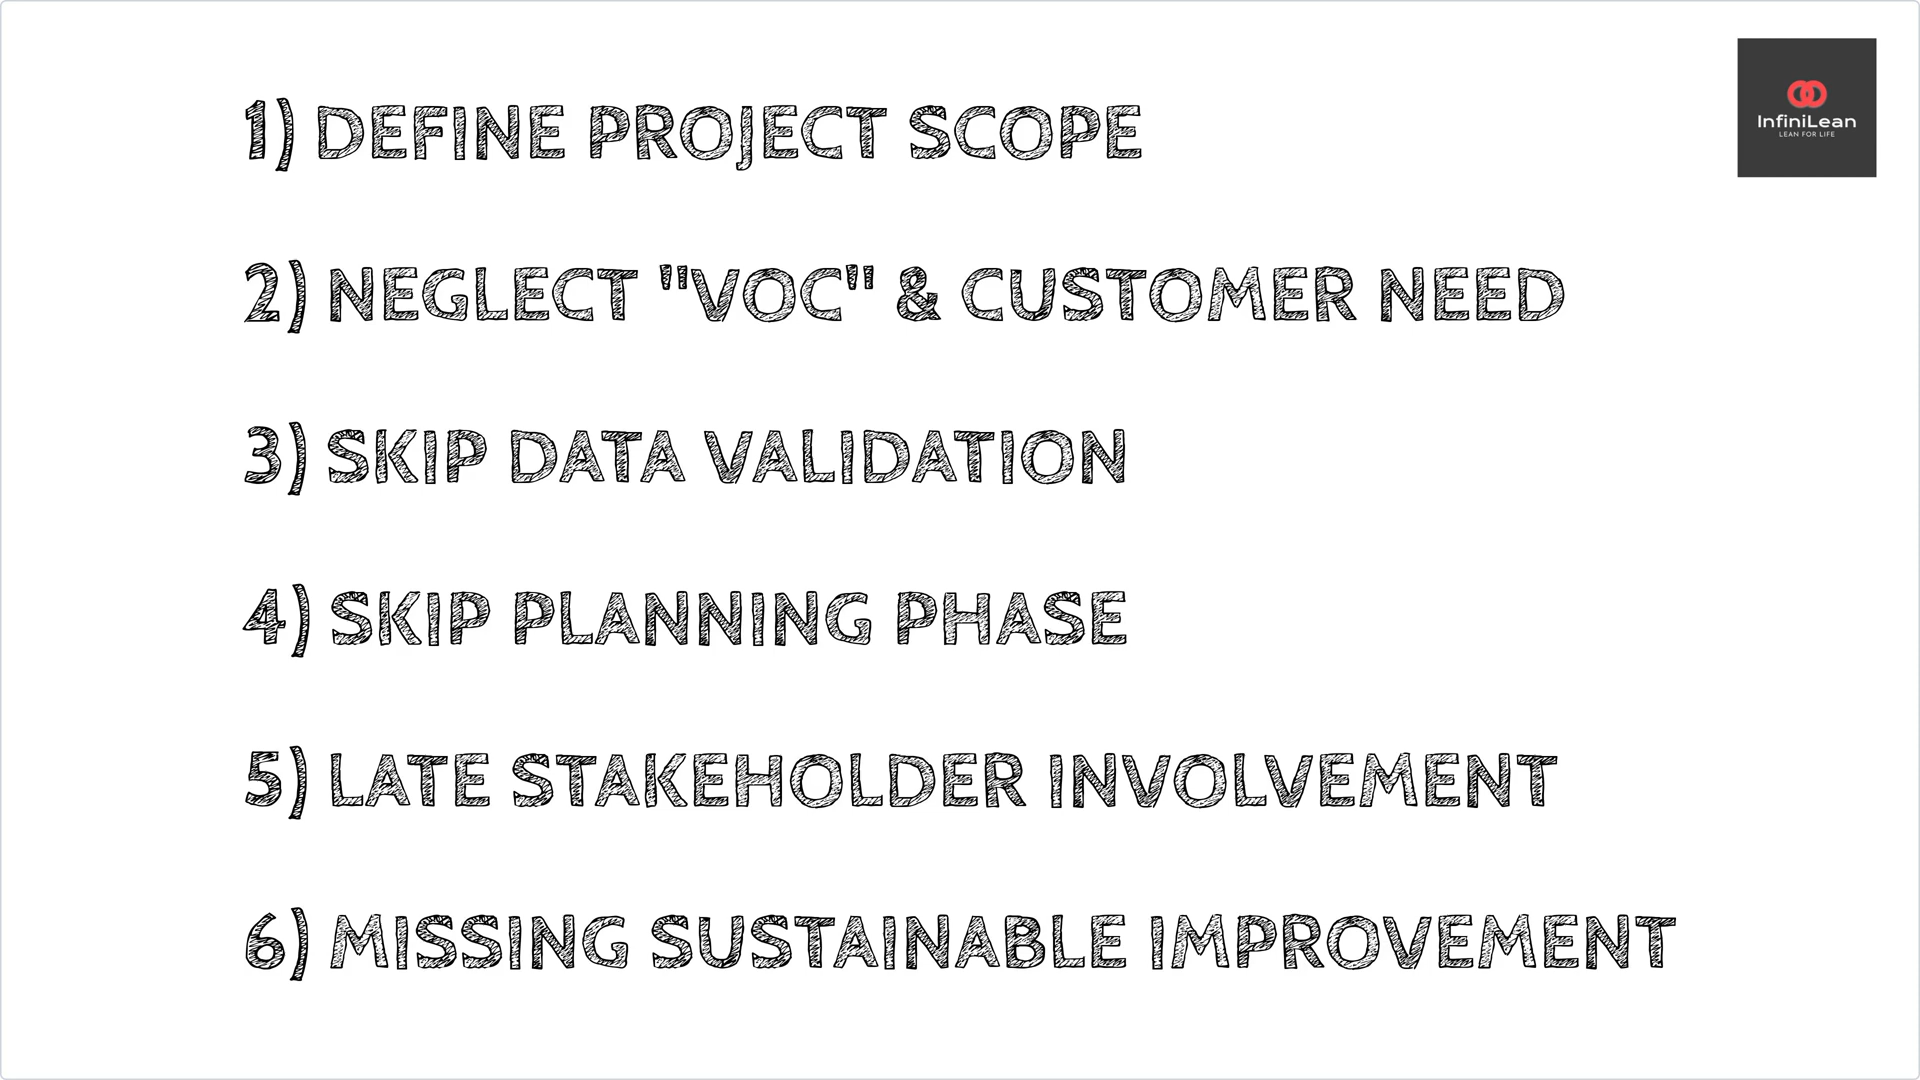 1) DEFINE PROJECT SCOPE
InfiniLean
LEAN FOR LIFE
2) NEGLECT "VOC" & CUSTOMER NEED
3) SKIP DATA VALIDATION
4) SKIP PLANNING PHASE
5) LATE STAKEHOLDER INVOLVEMENT
6) MISSING SUSTAINABLE IMPROVEMENT